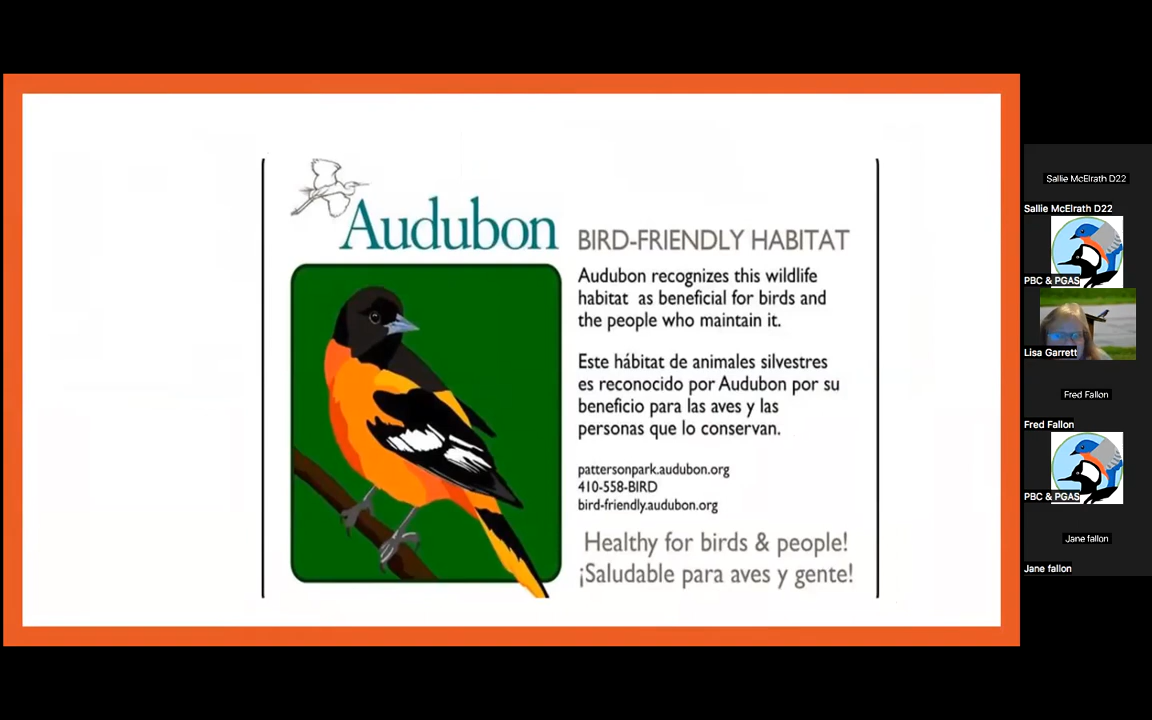 Audubon
BIRD-FRIENDLY HABITAT
Audubon recognizes this wildlife
habitat as beneficial for birds and
the people who maintain it.
Este hábitat de animales silvestres
es reconocido por Audubon por su
beneficio para las aves y las
personas que lo conservan.
pattersonpark.audubon.org
410-558-BIRD
bird-friendly.audubon.org
Healthy for birds & people!
¡Saludable para aves y gente!
Sallie McElrath D22
Sallie McElrath D22
PBC & PGAS
Lisa Garrett
Fred Fallon
Fred Fallon
PBC & PGAS
Jane fallon
Jane fallon